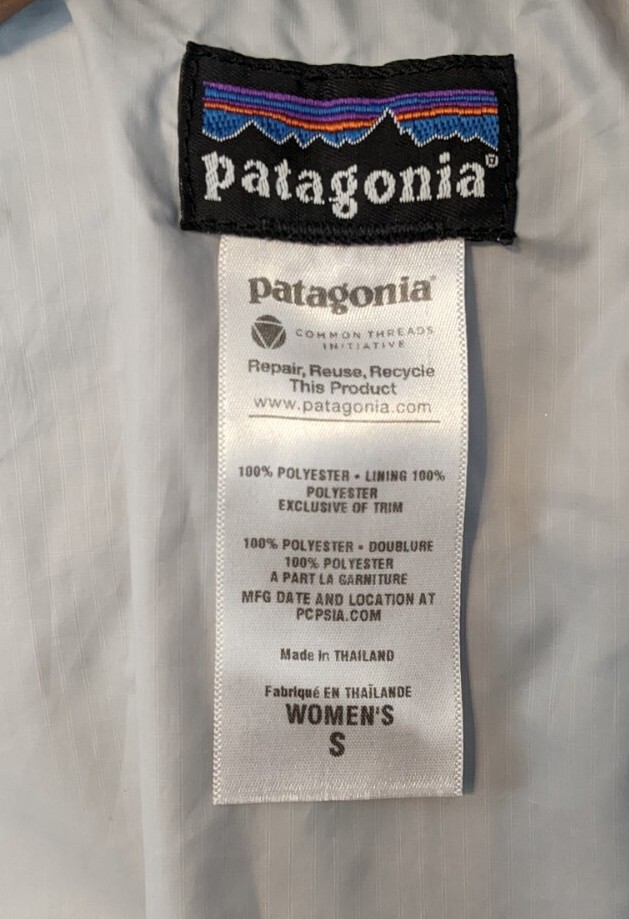 patagonia®
patagonia®
COMMON THREADS
INITIATIVE
Repair, Reuse, Recycle
This Product
www.patagonia.com
100% POLYESTER • LINING 100%
POLYESTER
EXCLUSIVE OF TRIM
100% POLYESTER • DOUBLURE
100% POLYESTER
A PART LA GARNITURE
MFG DATE AND LOCATION AT
PCPSIA.COM
Made in THAILAND
Fabriqué EN THAÏLANDE
WOMEN'S
S